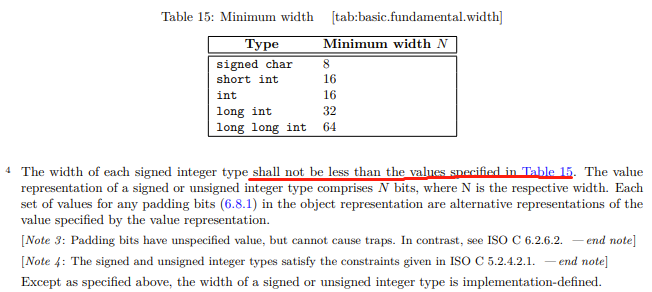 Table 15: Minimum width [tab:basic.fundamental.width]
Type Minimum width N
signed char 8
short int 16
int 16
long int 32
long long int 64
4 The width of each signed integer type shall not be less than the values specified in Table 15. The value
representation of a signed or unsigned integer type comprises N bits, where N is the respective width. Each
set of values for any padding bits (6.8.1) in the object representation are alternative representations of the
value specified by the value representation.
[Note 3: Padding bits have unspecified value, but cannot cause traps. In contrast, see ISO C 6.2.6.2. — end note]
[Note 4: The signed and unsigned integer types satisfy the constraints given in ISO C 5.2.4.2.1. — end note]
Except as specified above, the width of a signed or unsigned integer type is implementation-defined.